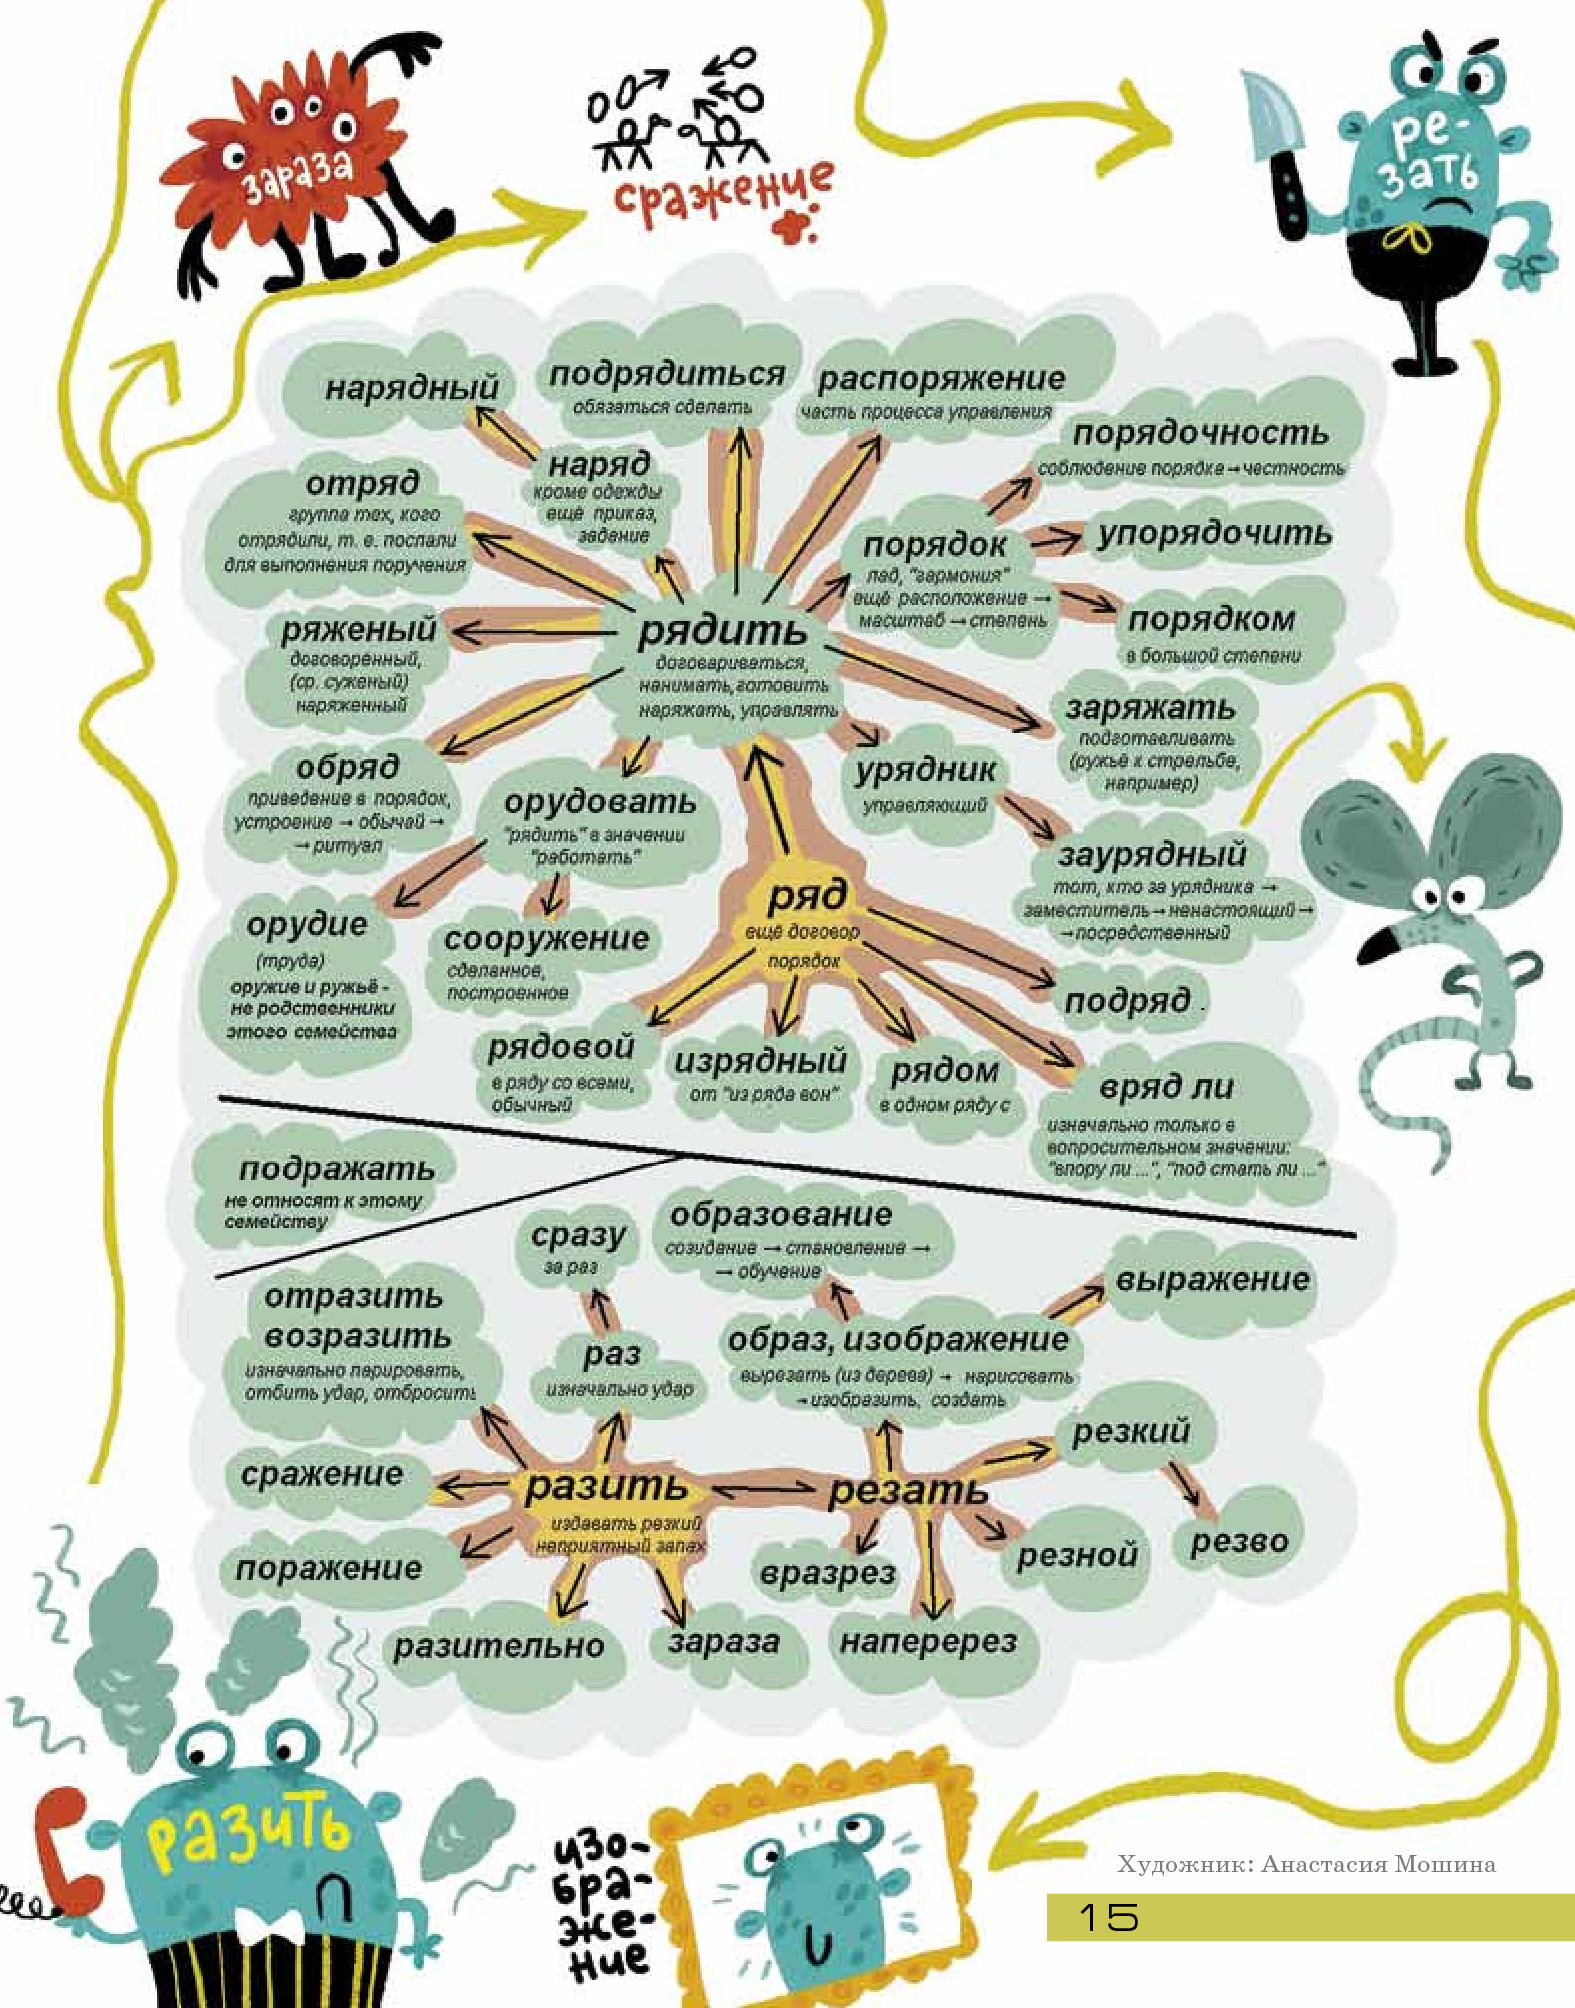 зараза
сражение
ре-
зать
нарядный
подрядиться
обязаться сделать
распоряжение
часть процесса управления
порядочность
соблюдение порядка→честность
наряд
кроме одежды
ещё приказ,
задание
отряд
группа тех, кого
отрядили, т. е. послали
для выполнения поручения
порядок
лад, "гармония"
ещё расположение →
масштаб → степень
упорядочить
порядком
в большой степени
ряженый
договоренный,
(ср. суженый)
наряженный
рядить
договариваться,
нанимать, готовить
наряжать, управлять
заряжать
подготавливать
(ружьё к стрельбе,
например)
обряд
приведение в порядок,
устроение → обычай →
→ ритуал
орудовать
"рядить" в значении
"работать"
урядник
управляющий
заурядный
тот, кто за урядника →
заместитель→ненастоящий→
→посредственный
ряд
ещё договор
порядок
орудие
(труда)
оружие и ружьё -
не родственники
этого семейства
сооружение
сделанное,
построенное
подряд .
рядовой
в ряду со всеми,
обычный
изрядный
от "из ряда вон"
рядом
в одном ряду с
вряд ли
изначально только в
вопросительном значении:
"впору ли ...", "под стать ли ..."
подражать
не относят к этому
семейству
сразу
за раз
образование
созидание → становление →
→ обучение
выражение
отразить
возразить
изначально парировать,
отбить удар, отбросить
раз
изначально удар
образ, изображение
вырезать (из дерева) → нарисовать
→изобразить, создать
резкий
сражение
разить
издавать резкий
неприятный запах
резать
поражение
вразрез
резной
резво
разительно
зараза
наперерез
разить
изо-
бра-
же-
ние
Художник: Анастасия Мошина
15